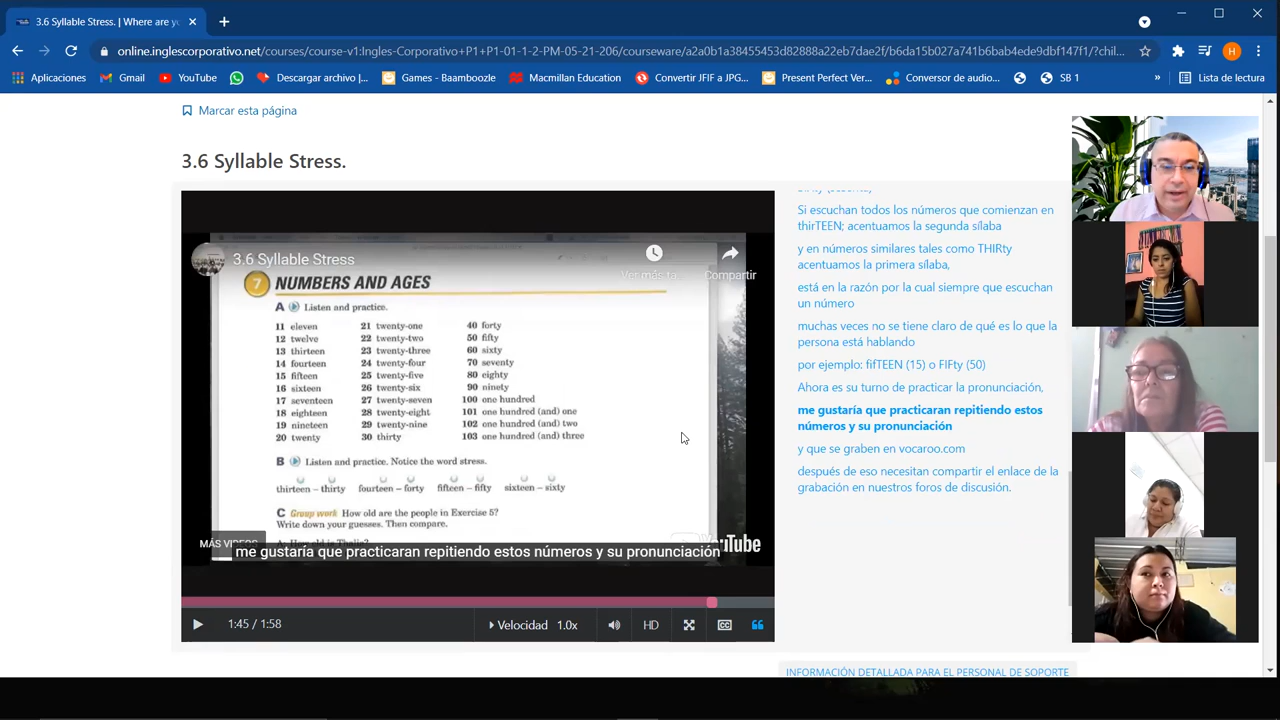 3.6 Syllable Stress. | Where are yo
online.inglescorporativo.net/courses/course-v1:Ingles-Corporativo+P1+P1-01-1-2-PM-05-21-206/courseware/a2a0b1a38455453d82888a22eb7dae2f/b6da15b027a741b6bab4ede9dbf147f1/?chil...
H
Aplicaciones Gmail YouTube Descargar archivo |... Games - Baamboozle Macmillan Education Convertir JFIF a JPG... Present Perfect Ver... Conversor de audio... SB 1 » Lista de lectura
Marcar esta página
3.6 Syllable Stress.
3.6 Syllable Stress
Compartir
7 NUMBERS AND AGES
A Listen and practice.
11 eleven 21 twenty-one 40 forty
12 twelve 22 twenty-two 50 fifty
13 thirteen 23 twenty-three 60 sixty
14 fourteen 24 twenty-four 70 seventy
15 fifteen 25 twenty-five 80 eighty
16 sixteen 26 twenty-six 90 ninety
17 seventeen 27 twenty-seven 100 one hundred
18 eighteen 28 twenty-eight 101 one hundred (and) one
19 nineteen 29 twenty-nine 102 one hundred (and) two
20 twenty 30 thirty 103 one hundred (and) three
B Listen and practice. Notice the word stress.
thirteen – thirty fourteen – forty fifteen – fifty sixteen – sixty
C Group work How old are the people in Exercise 5?
Write down your guesses. Then compare.
MÁS VIDEOS
me gustaría que practicaran repitiendo estos números y su pronunciación
1:45 / 1:58 Velocidad 1.0x HD
Si escuchan todos los números que comienzan en
thirTEEN; acentuamos la segunda sílaba
y en números similares tales como THIRty
acentuamos la primera sílaba,
está en la razón por la cual siempre que escuchan
un número
muchas veces no se tiene claro de qué es lo que la
persona está hablando
por ejemplo: fifTEEN (15) o FIFty (50)
Ahora es su turno de practicar la pronunciación,
me gustaría que practicaran repitiendo estos
números y su pronunciación
y que se graben en vocaroo.com
después de eso necesitan compartir el enlace de la
grabación en nuestros foros de discusión.
INFORMACIÓN DETALLADA PARA EL PERSONAL DE SOPORTE